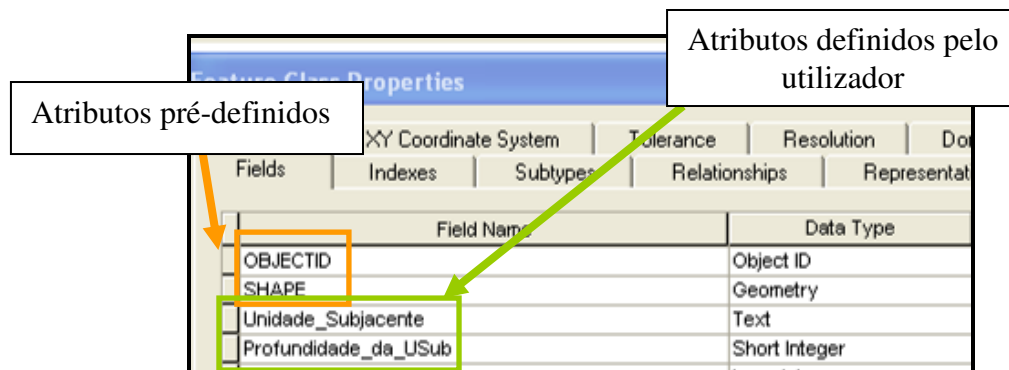 Atributos definidos pelo
utilizador
Feature Class Properties
Atributos pré-definidos
XY Coordinate System Tolerance Resolution
Fields Indexes Subtypes Relationships
Field Name Data Type
OBJECTID Object ID
SHAPE Geometry
Unidade_Subjacente Text
Profundidade_da_USub Short Integer